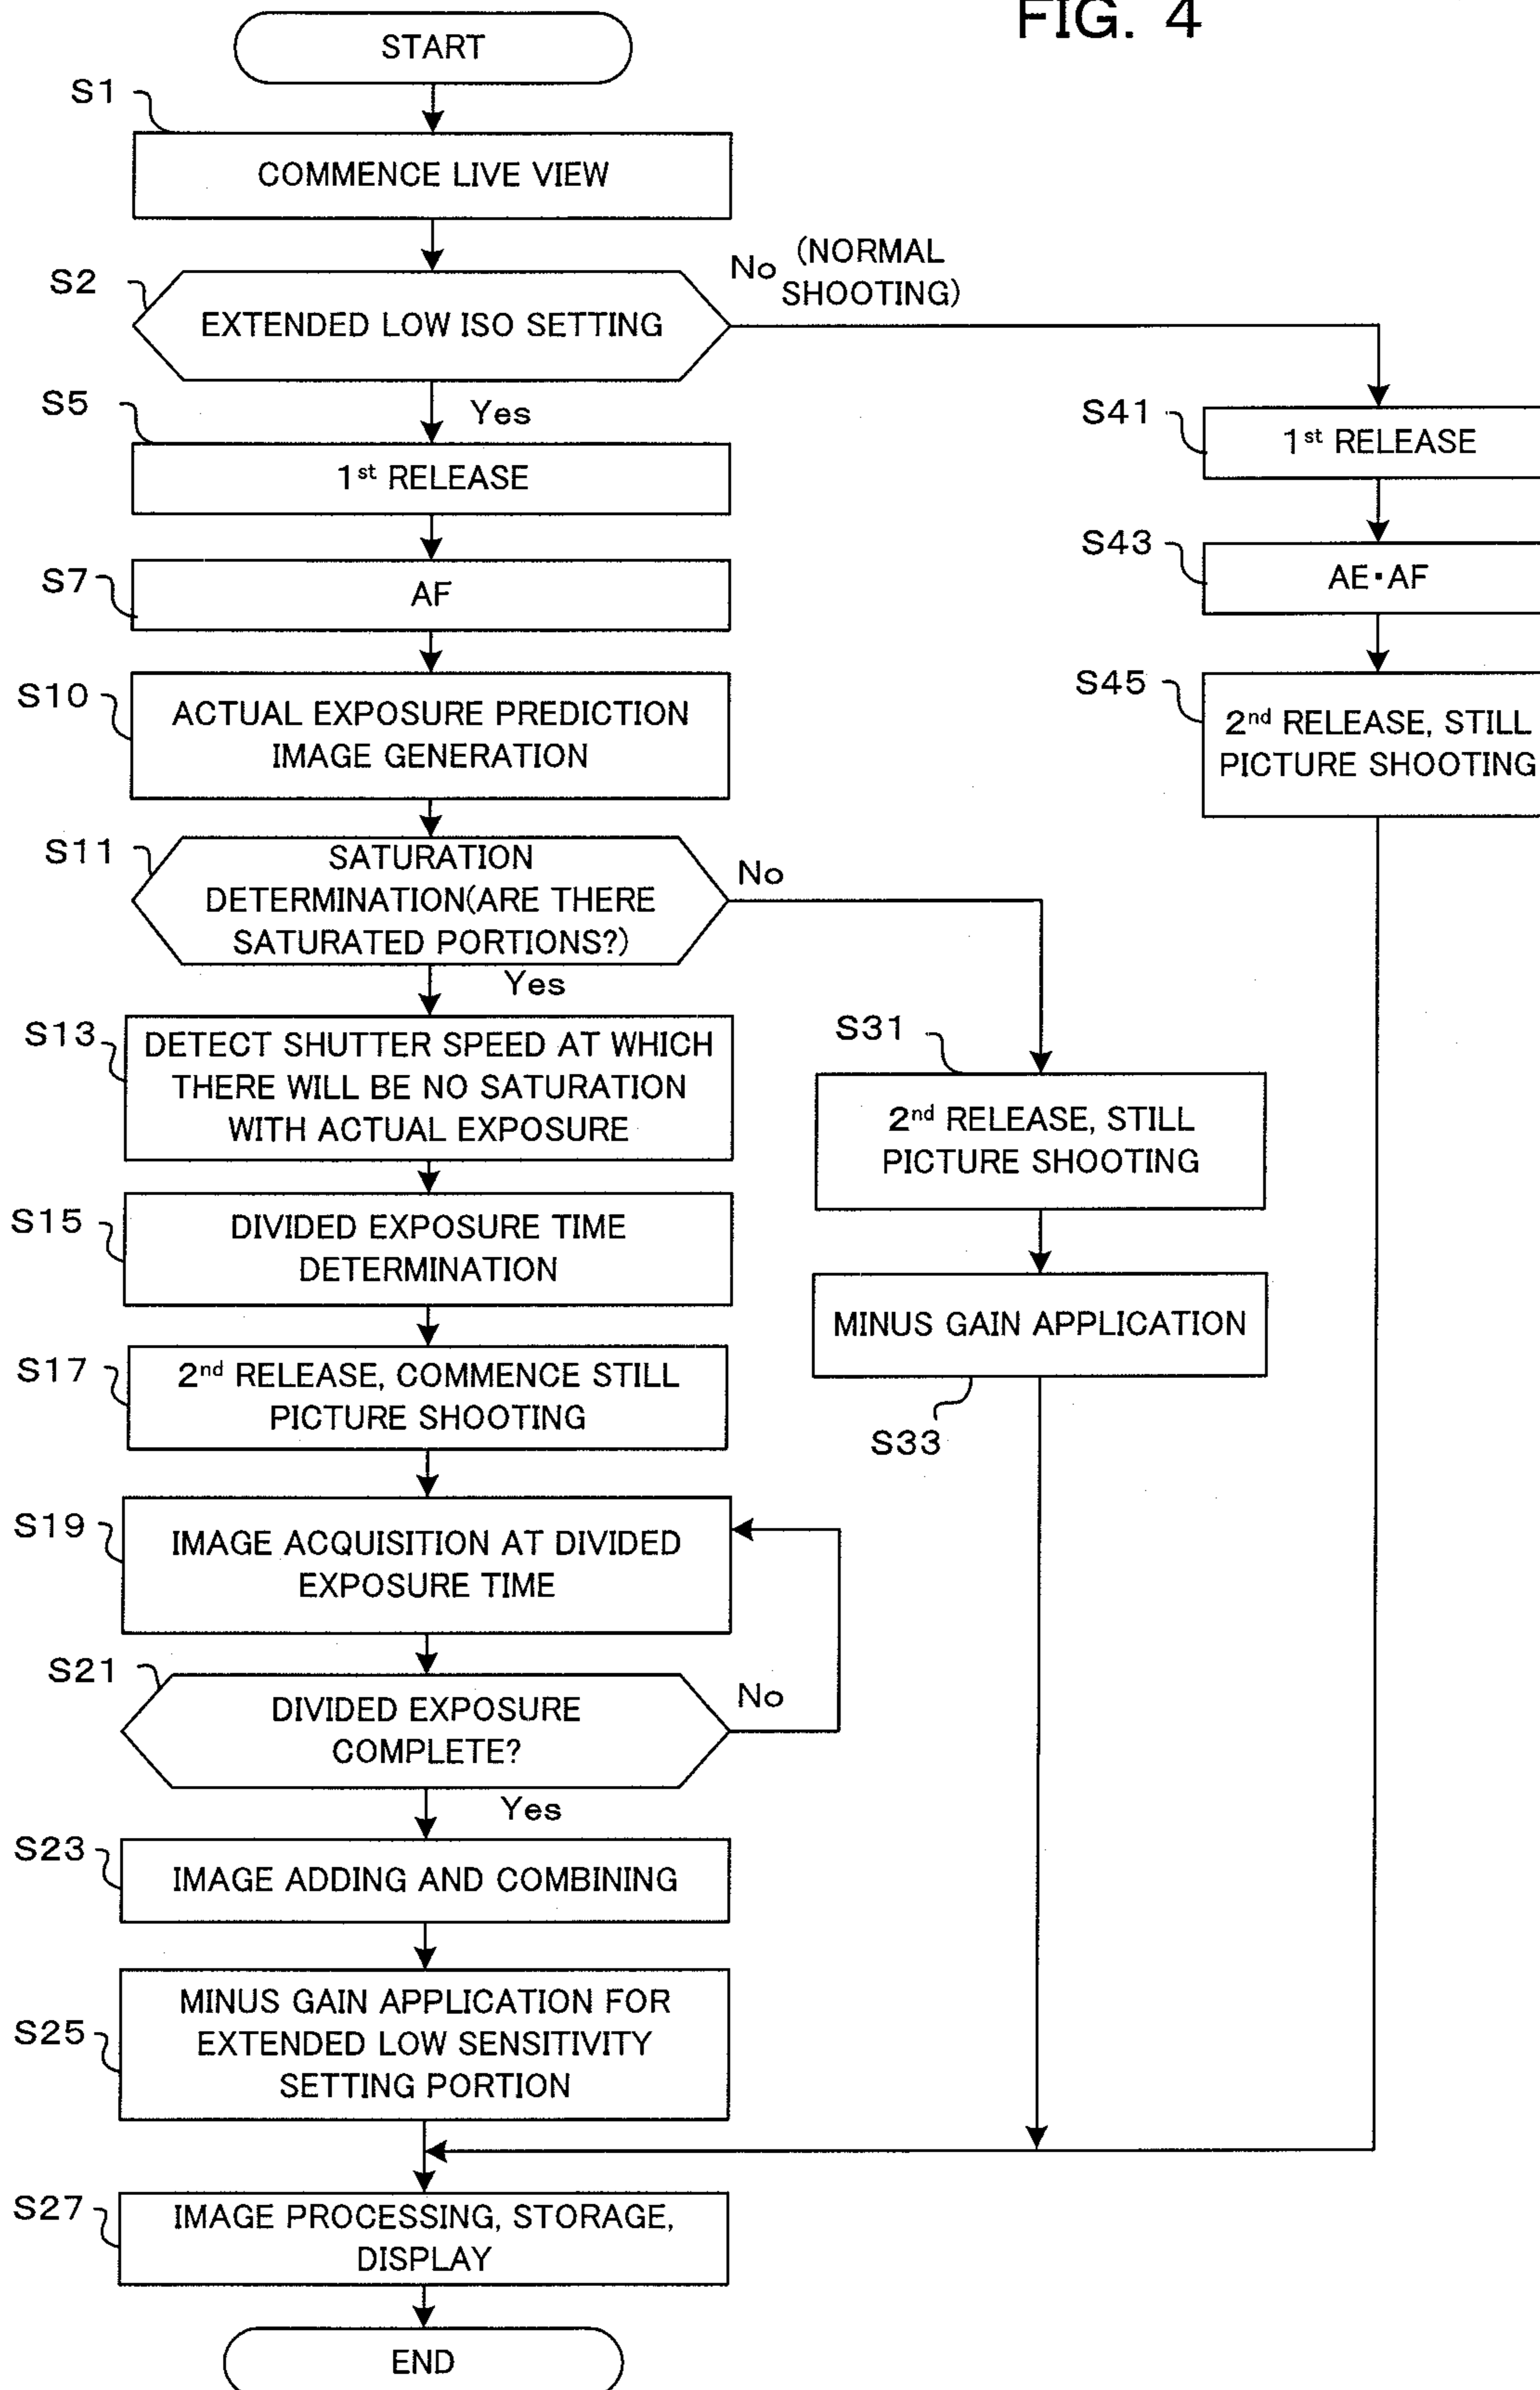 FIG. 4
START
S1
COMMENCE LIVE VIEW
S2
EXTENDED LOW ISO SETTING
No (NORMAL
SHOOTING)
Yes
S5
1st RELEASE
S7
AF
S10
ACTUAL EXPOSURE PREDICTION
IMAGE GENERATION
S11
SATURATION
DETERMINATION(ARE THERE
SATURATED PORTIONS?)
No
Yes
S13
DETECT SHUTTER SPEED AT WHICH
THERE WILL BE NO SATURATION
WITH ACTUAL EXPOSURE
S15
DIVIDED EXPOSURE TIME
DETERMINATION
S17
2nd RELEASE, COMMENCE STILL
PICTURE SHOOTING
S19
IMAGE ACQUISITION AT DIVIDED
EXPOSURE TIME
S21
DIVIDED EXPOSURE
COMPLETE?
No
Yes
S23
IMAGE ADDING AND COMBINING
S25
MINUS GAIN APPLICATION FOR
EXTENDED LOW SENSITIVITY
SETTING PORTION
S27
IMAGE PROCESSING, STORAGE,
DISPLAY
END
S31
2nd RELEASE, STILL
PICTURE SHOOTING
MINUS GAIN APPLICATION
S33
S41
1st RELEASE
S43
AE・AF
S45
2nd RELEASE, STILL
PICTURE SHOOTING